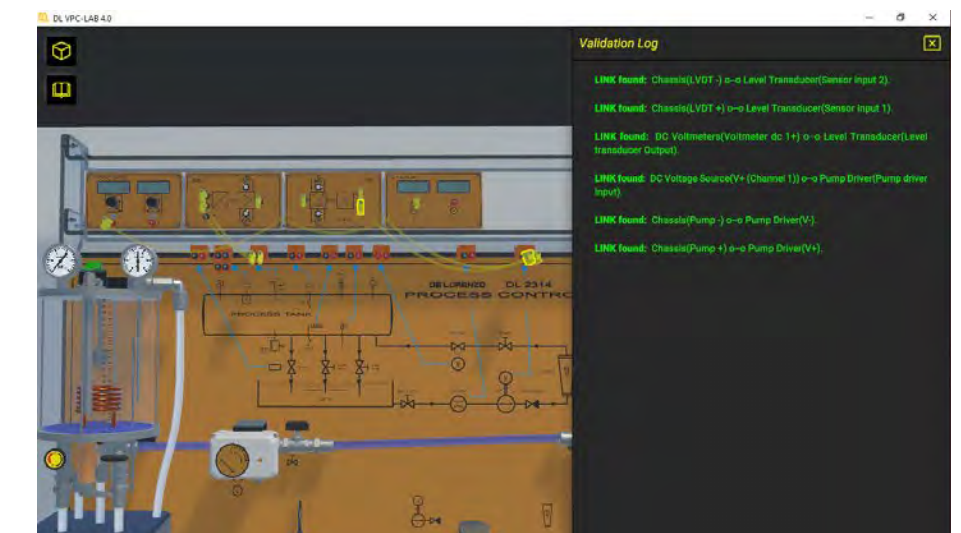 DL VPC-LAB 4.0
Validation Log
LINK found: Chassis(LVDT -) o–o Level Transducer(Sensor Input 2).
LINK found: Chassis(LVDT +) o–o Level Transducer(Sensor Input 1).
LINK found: DC Voltmeters(Voltmeter dc 1+) o–o Level Transducer(Level
transducer Output).
LINK found: DC Voltage Source(V+ (Channel 1)) o–o Pump Driver(Pump driver
Input).
LINK found: Chassis(Pump -) o–o Pump Driver(V-).
LINK found: Chassis(Pump +) o–o Pump Driver(V+).
DE LORENZO DL 2314
PROCESS CONTRO
PROCESS TANK